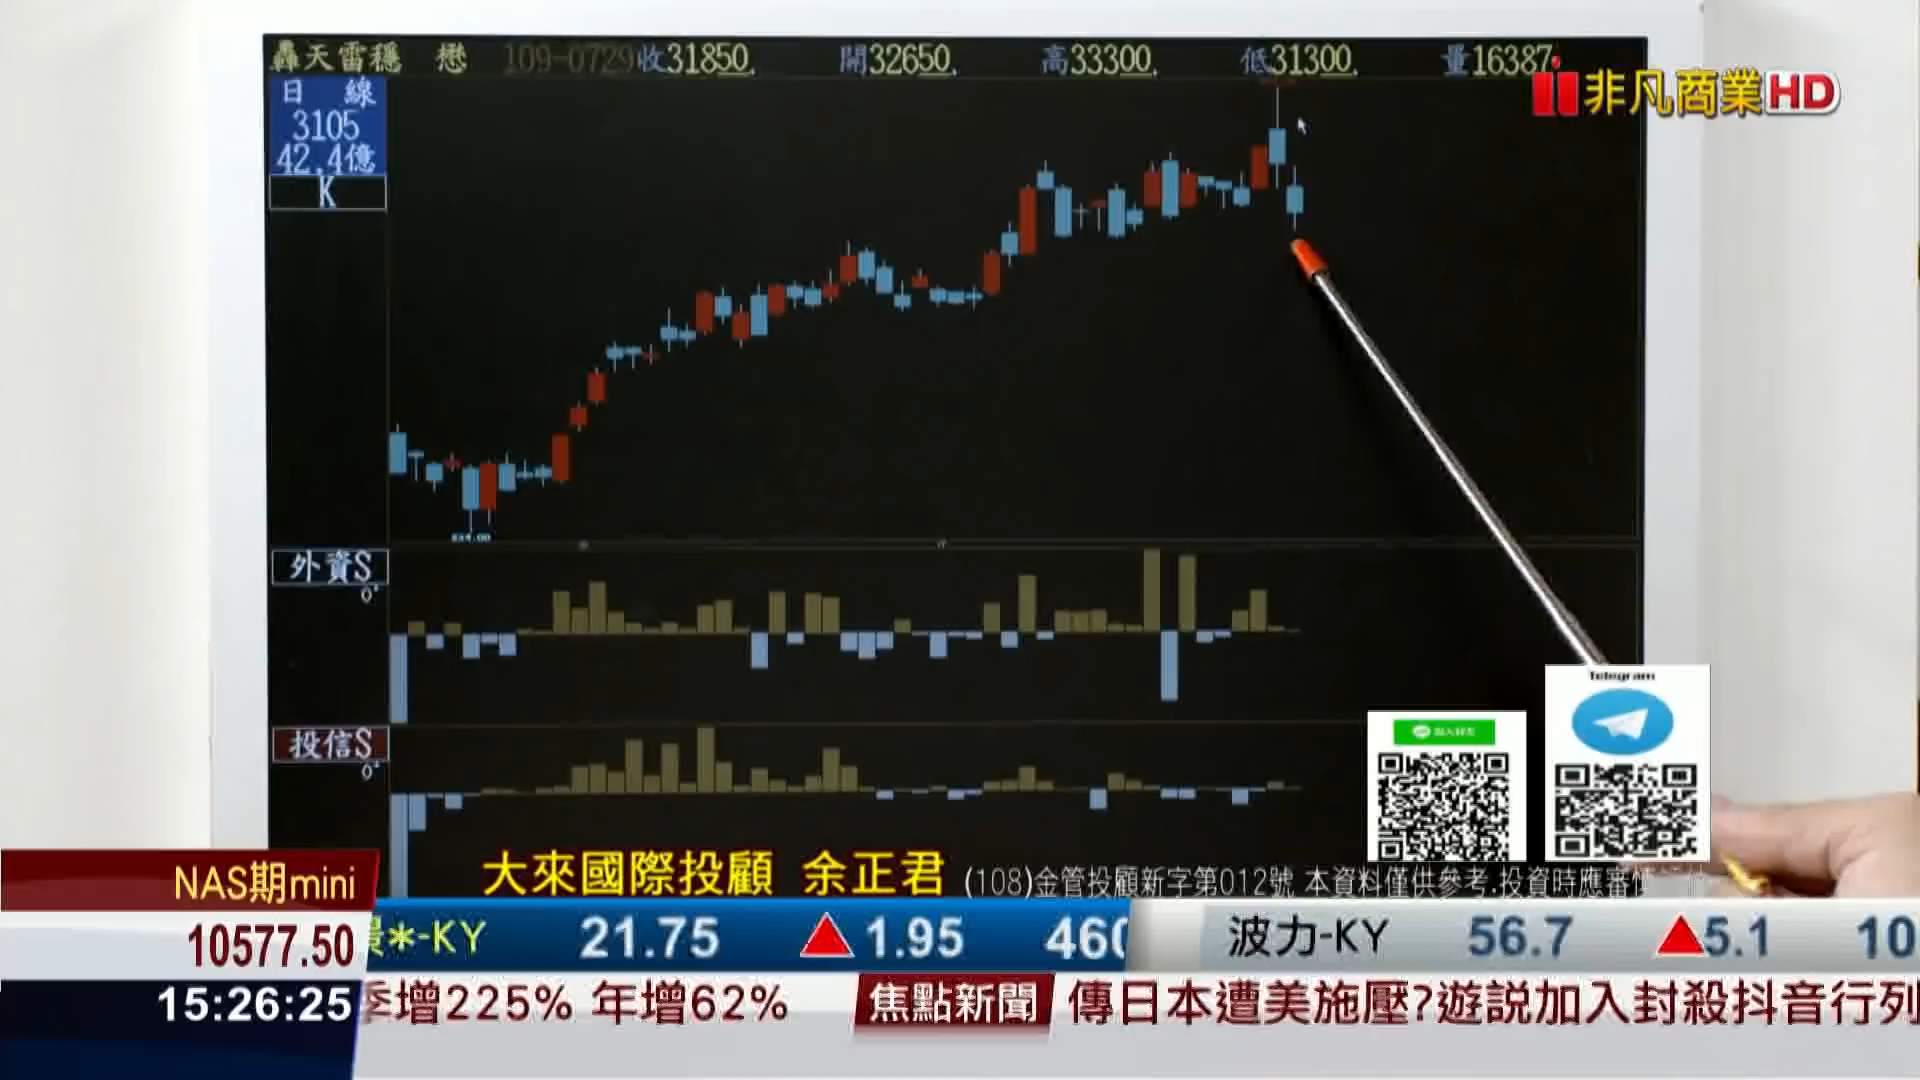 轟天雷穩 懋 109-0729收31850. 開32650. 高33300. 低31300. 量16387.
非凡商業HD
日 線
3105
42.4億
K
外資S
0
投信S
0
Telegram
大來國際投顧 余正君 (108)金管投顧新字第012號 本資料僅供參考.投資時應審
NAS期mini
10577.50
*-KY 21.75 ▲1.95 460
波力-KY 56.7 ▲5.1 10
15:26:25
季增225% 年增62% 焦點新聞 傳日本遭美施壓?遊說加入封殺抖音行列